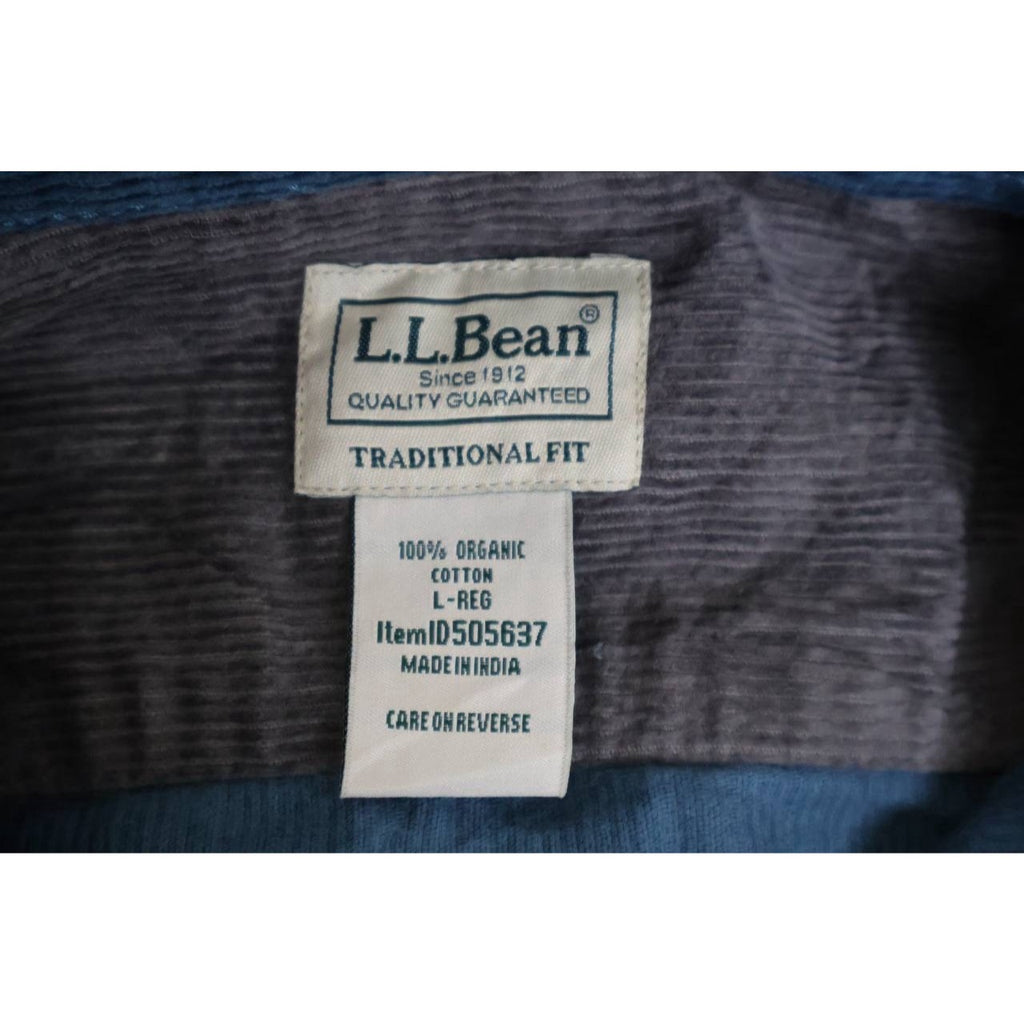 L.L.Bean®
Since 1912
QUALITY GUARANTEED
TRADITIONAL FIT
100% ORGANIC
COTTON
L-REG
ItemID505637
MADE IN INDIA
CARE ON REVERSE